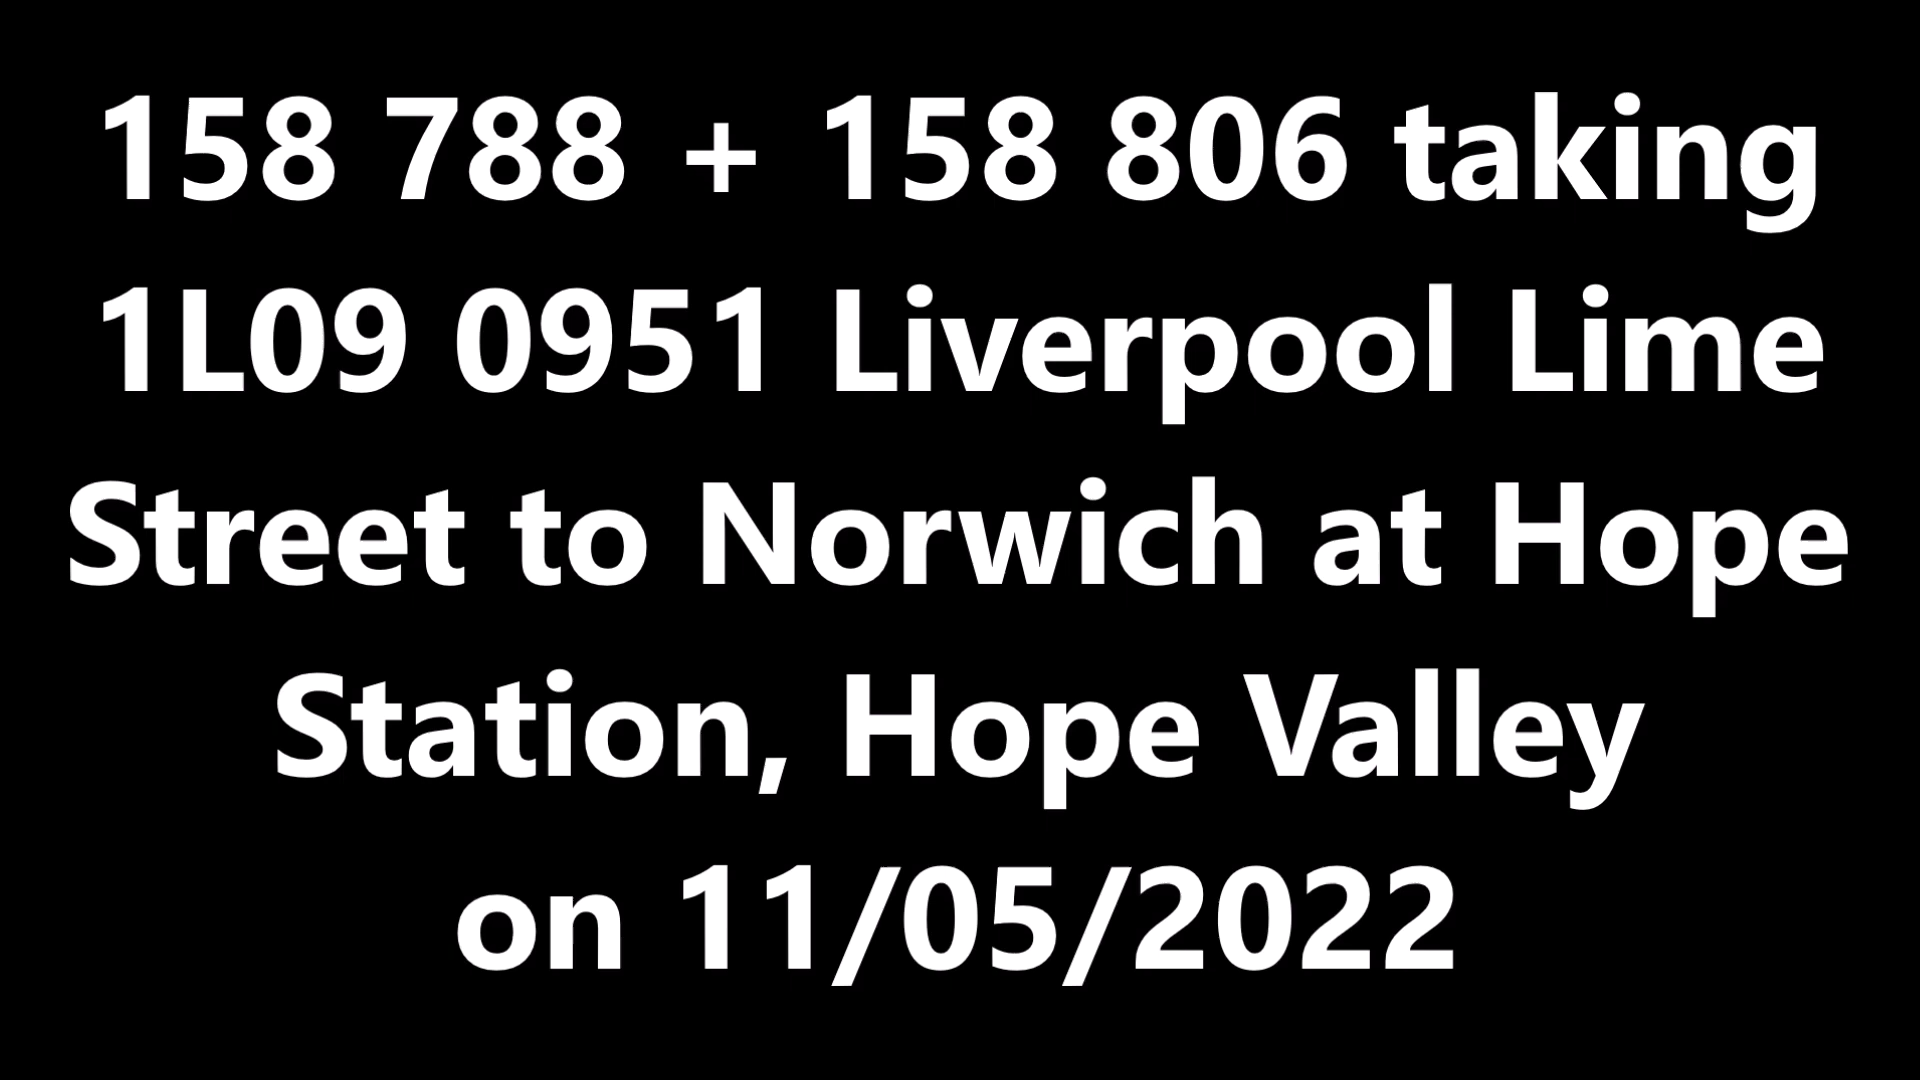 158 788 + 158 806 taking
1L09 0951 Liverpool Lime
Street to Norwich at Hope
Station, Hope Valley
on 11/05/2022